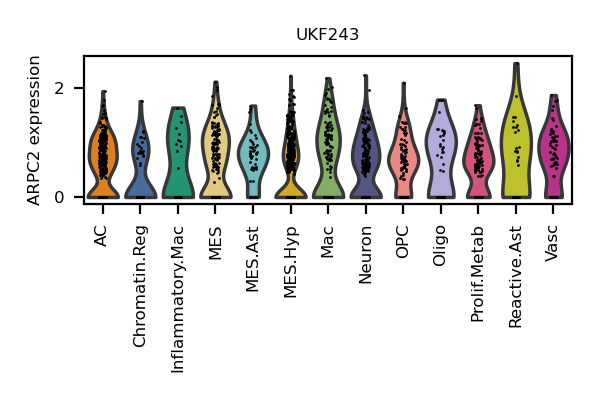 UKF243
ARPC2 expression
2
0
AC
Chromatin.Reg
Inflammatory.Mac
MES
MES.Ast
MES.Hyp
Mac
Neuron
OPC
Oligo
Prolif.Metab
Reactive.Ast
Vasc